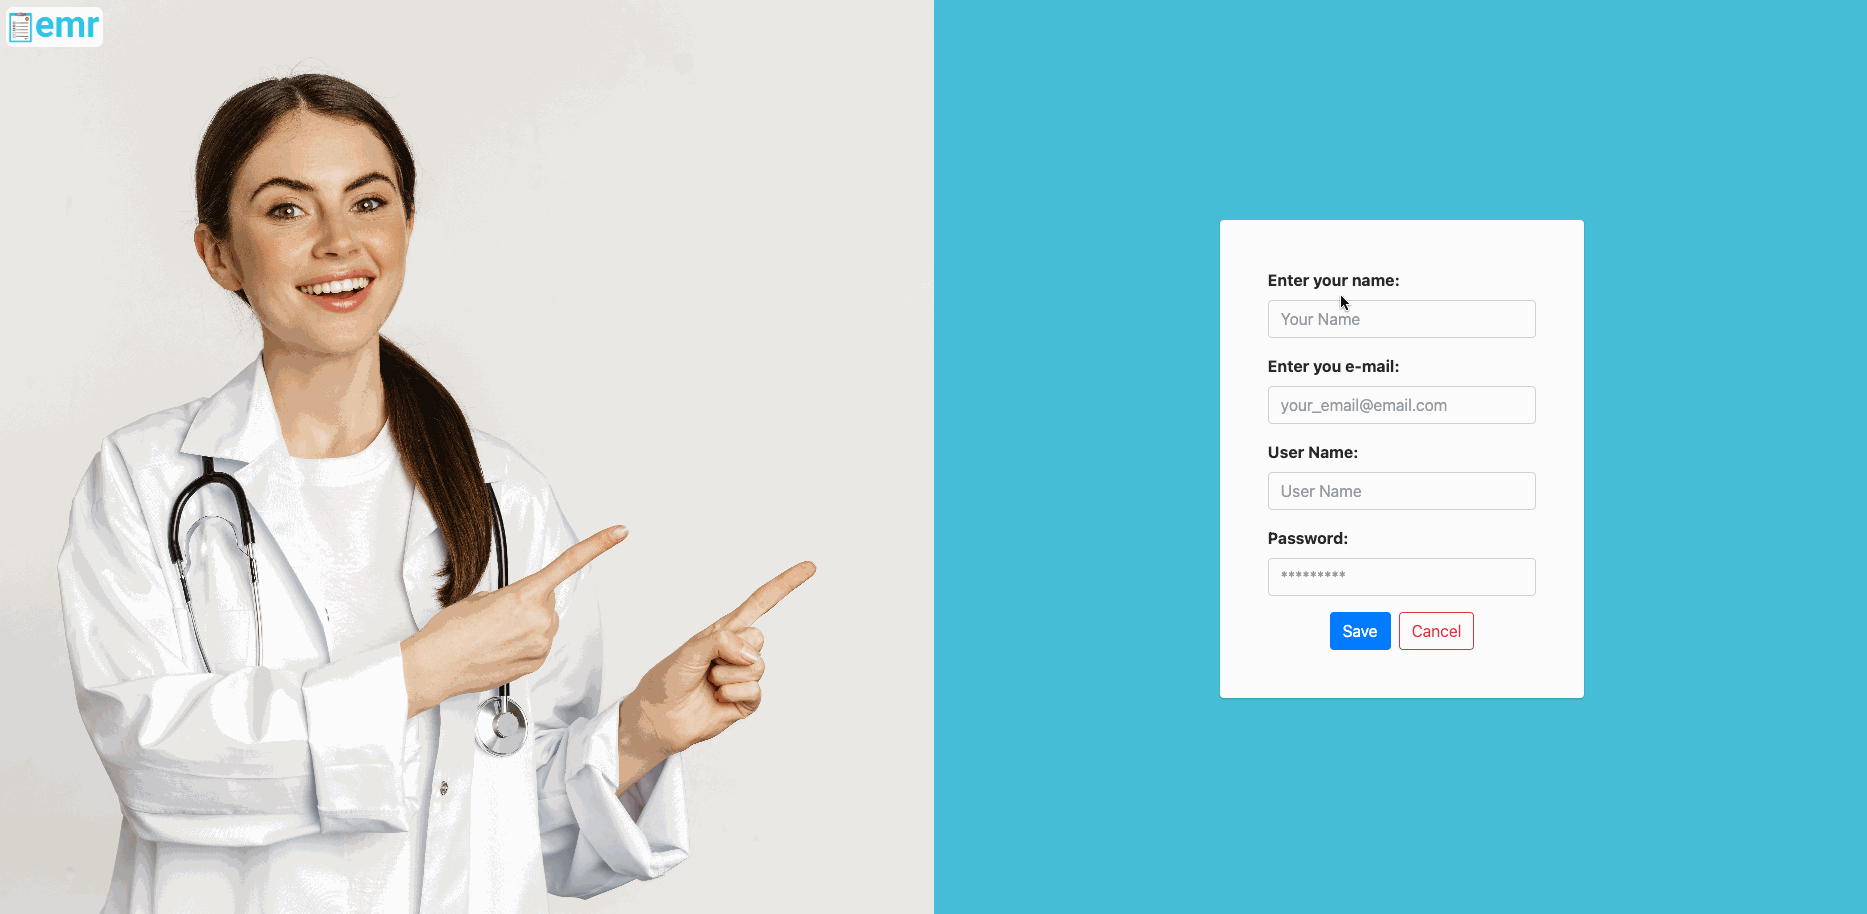 emr
Enter your name:
Your Name
Enter you e-mail:
your_email@email.com
User Name:
User Name
Password:
*********
Save Cancel